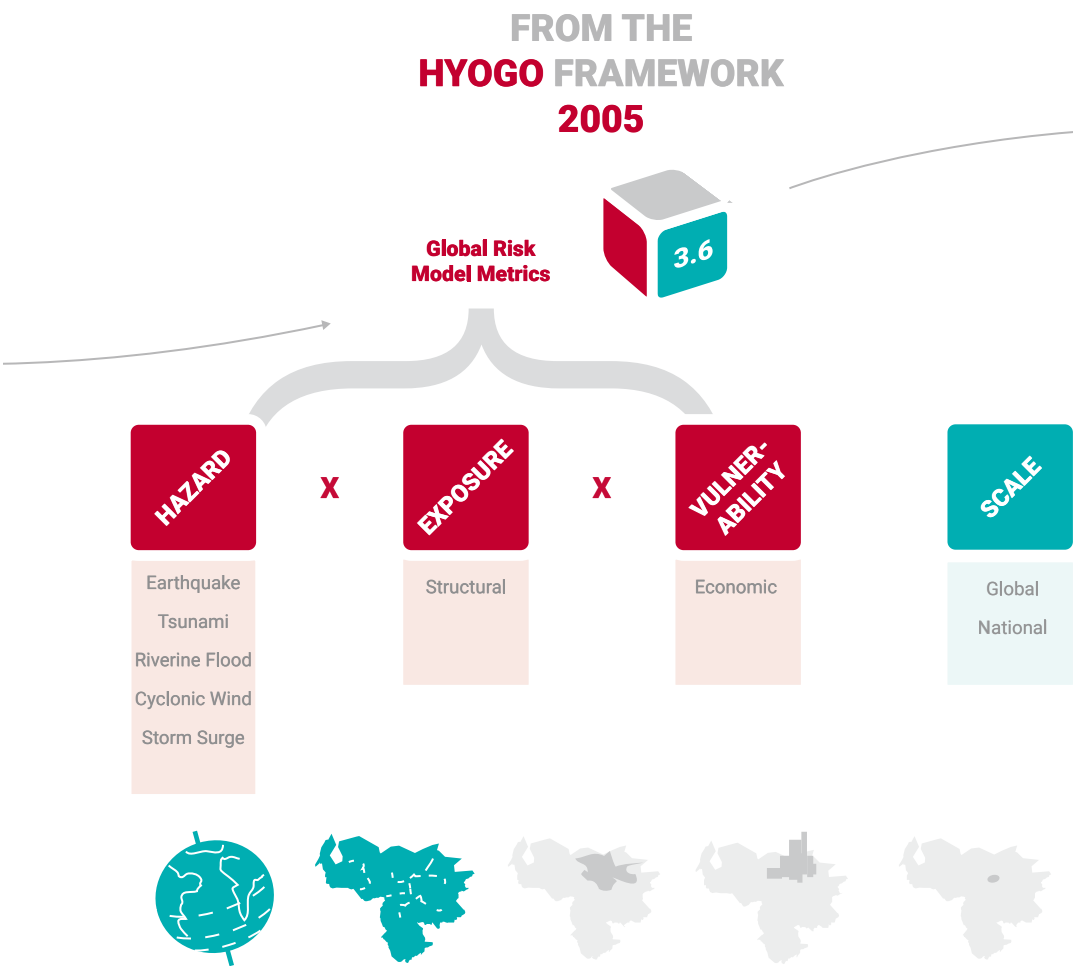 FROM THE
HYOGO FRAMEWORK
2005
3.6
Global Risk
Model Metrics
HAZARD
X
EXPOSURE
X
VULNER-
ABILITY
SCALE
Earthquake
Tsunami
Riverine Flood
Cyclonic Wind
Storm Surge
Structural
Economic
Global
National